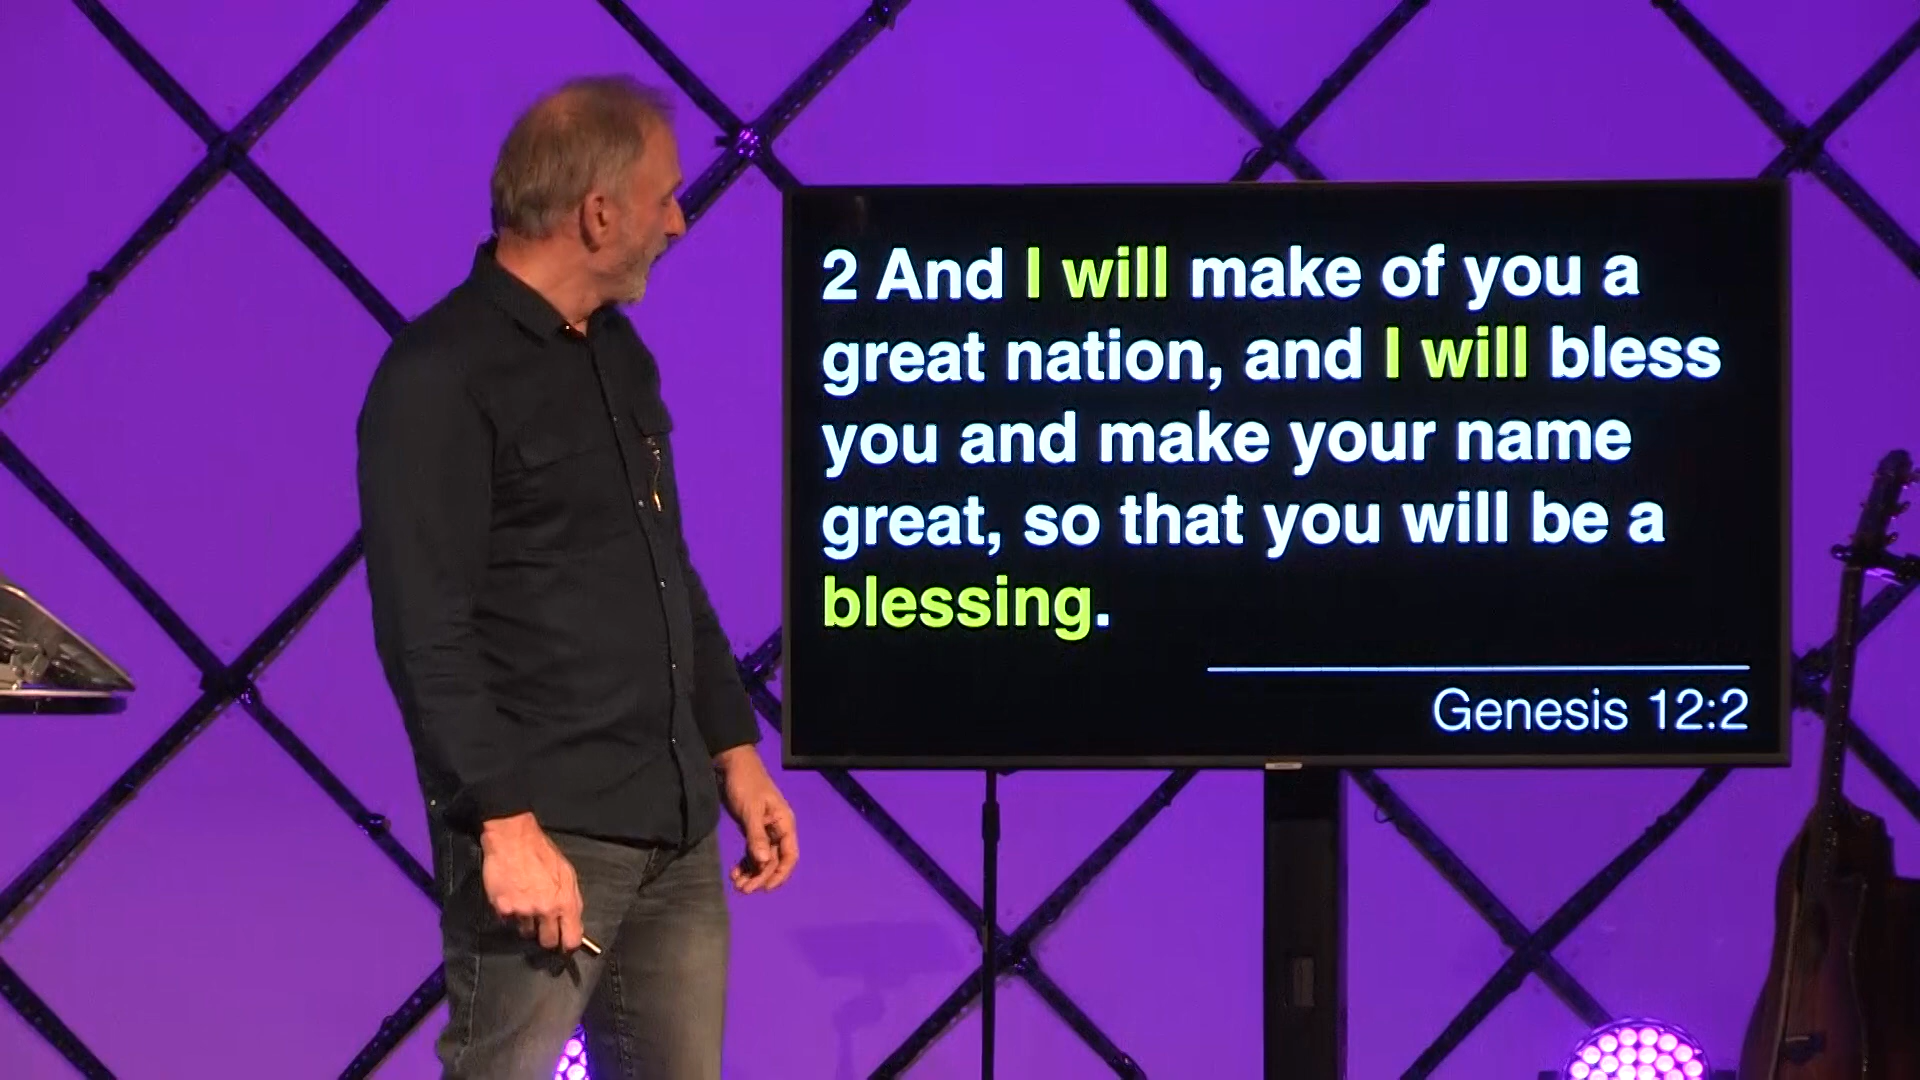 2 And I will make of you a
great nation, and I will bless
you and make your name
great, so that you will be a
blessing.
Genesis 12:2